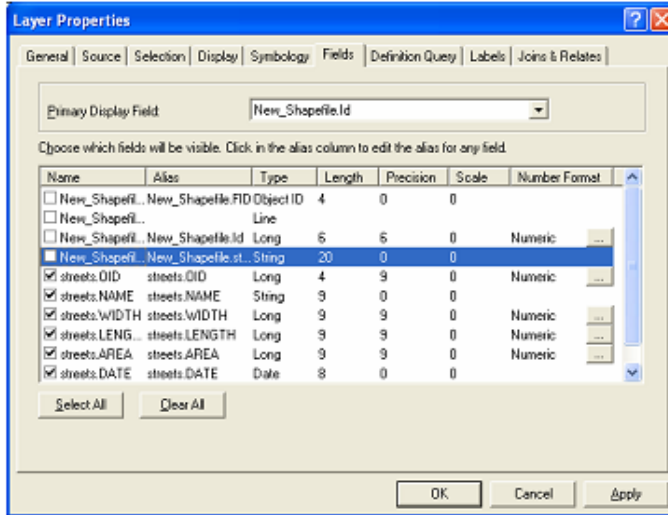 Layer Properties
General Source Selection Display Symbology Fields Definition Query Labels Joins & Relates
Primary Display Field: New_Shapefile.Id
Choose which fields will be visible. Click in the alias column to edit the alias for any field.
Name Alias Type Length Precision Scale Number Format
New_Shapefil... New_Shapefile.FID Object ID 4 0 0
New_Shapefil... Line
New_Shapefil... New_Shapefile.Id Long 6 6 0 Numeric ...
New_Shapefil... New_Shapefile.st... String 20 0 0
streets.OID streets.OID Long 4 9 0 Numeric ...
streets.NAME streets.NAME String 9 0 0
streets.WIDTH streets.WIDTH Long 9 9 0 Numeric ...
streets.LENG... streets.LENGTH Long 9 9 0 Numeric ...
streets.AREA streets.AREA Long 9 9 0 Numeric ...
streets.DATE streets.DATE Date 8 0 0
Select All Clear All
OK Cancel Apply